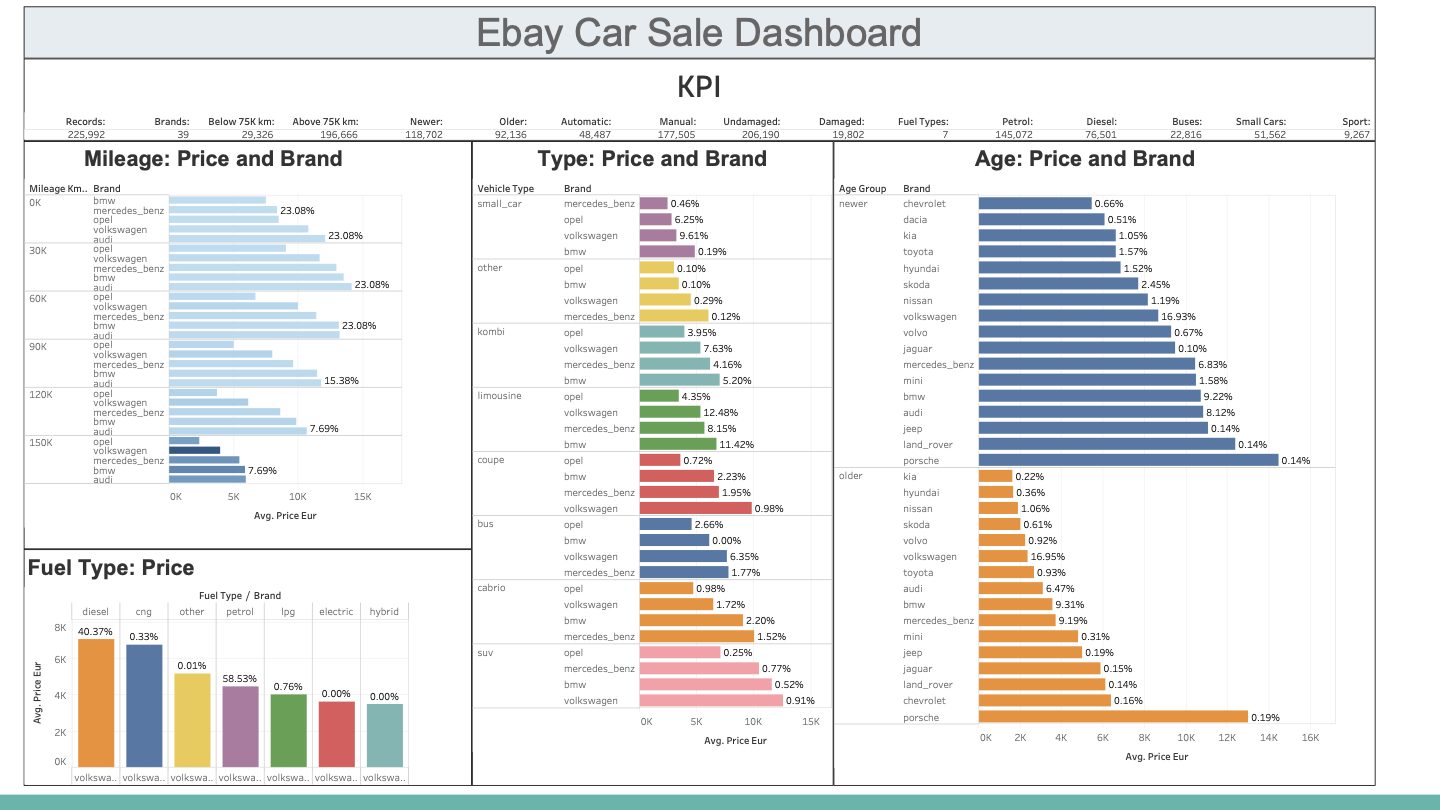 Ebay Car Sale Dashboard
KPI
Records: Brands: Below 75K km: Above 75K km: Newer: Older: Automatic: Manual: Undamaged: Damaged: Fuel Types: Petrol: Diesel: Buses: Small Cars: Sport:
225,992 39 29,326 196,666 118,702 92,136 48,487 177,505 206,190 19,802 7 145,072 76,501 22,816 51,562 9,267
Mileage: Price and Brand
Mileage Km.. Brand
0K bmw
mercedes_benz 23.08%
opel
volkswagen
audi 23.08%
30K opel
volkswagen
mercedes_benz
bmw
audi 23.08%
60K opel
volkswagen
mercedes_benz
bmw 23.08%
audi
90K opel
volkswagen
mercedes_benz
bmw
audi 15.38%
120K opel
volkswagen
mercedes_benz
bmw
audi 7.69%
150K opel
volkswagen
mercedes_benz
bmw 7.69%
audi
0K 5K 10K 15K
Avg. Price Eur
Fuel Type: Price
Fuel Type / Brand
diesel cng other petrol lpg electric hybrid
8K
6K
4K
2K
0K
Avg. Price Eur
40.37% 0.33% 0.01% 58.53% 0.76% 0.00% 0.00%
volkswa.. volkswa.. volkswa.. volkswa.. volkswa.. volkswa.. volkswa..
Type: Price and Brand
Vehicle Type Brand
small_car mercedes_benz 0.46%
opel 6.25%
volkswagen 9.61%
bmw 0.19%
other opel 0.10%
bmw 0.10%
volkswagen 0.29%
mercedes_benz 0.12%
kombi opel 3.95%
volkswagen 7.63%
mercedes_benz 4.16%
bmw 5.20%
limousine opel 4.35%
volkswagen 12.48%
mercedes_benz 8.15%
bmw 11.42%
coupe opel 0.72%
bmw 2.23%
mercedes_benz 1.95%
volkswagen 0.98%
bus opel 2.66%
bmw 0.00%
volkswagen 6.35%
mercedes_benz 1.77%
cabrio opel 0.98%
volkswagen 1.72%
bmw 2.20%
mercedes_benz 1.52%
suv opel 0.25%
mercedes_benz 0.77%
bmw 0.52%
volkswagen 0.91%
0K 5K 10K 15K
Avg. Price Eur
Age: Price and Brand
Age Group Brand
newer chevrolet 0.66%
dacia 0.51%
kia 1.05%
toyota 1.57%
hyundai 1.52%
skoda 2.45%
nissan 1.19%
volkswagen 16.93%
volvo 0.67%
jaguar 0.10%
mercedes_benz 6.83%
mini 1.58%
bmw 9.22%
audi 8.12%
jeep 0.14%
land_rover 0.14%
porsche 0.14%
older kia 0.22%
hyundai 0.36%
nissan 1.06%
skoda 0.61%
volvo 0.92%
volkswagen 16.95%
toyota 0.93%
audi 6.47%
bmw 9.31%
mercedes_benz 9.19%
mini 0.31%
jeep 0.19%
jaguar 0.15%
land_rover 0.14%
chevrolet 0.16%
porsche 0.19%
0K 2K 4K 6K 8K 10K 12K 14K 16K
Avg. Price Eur